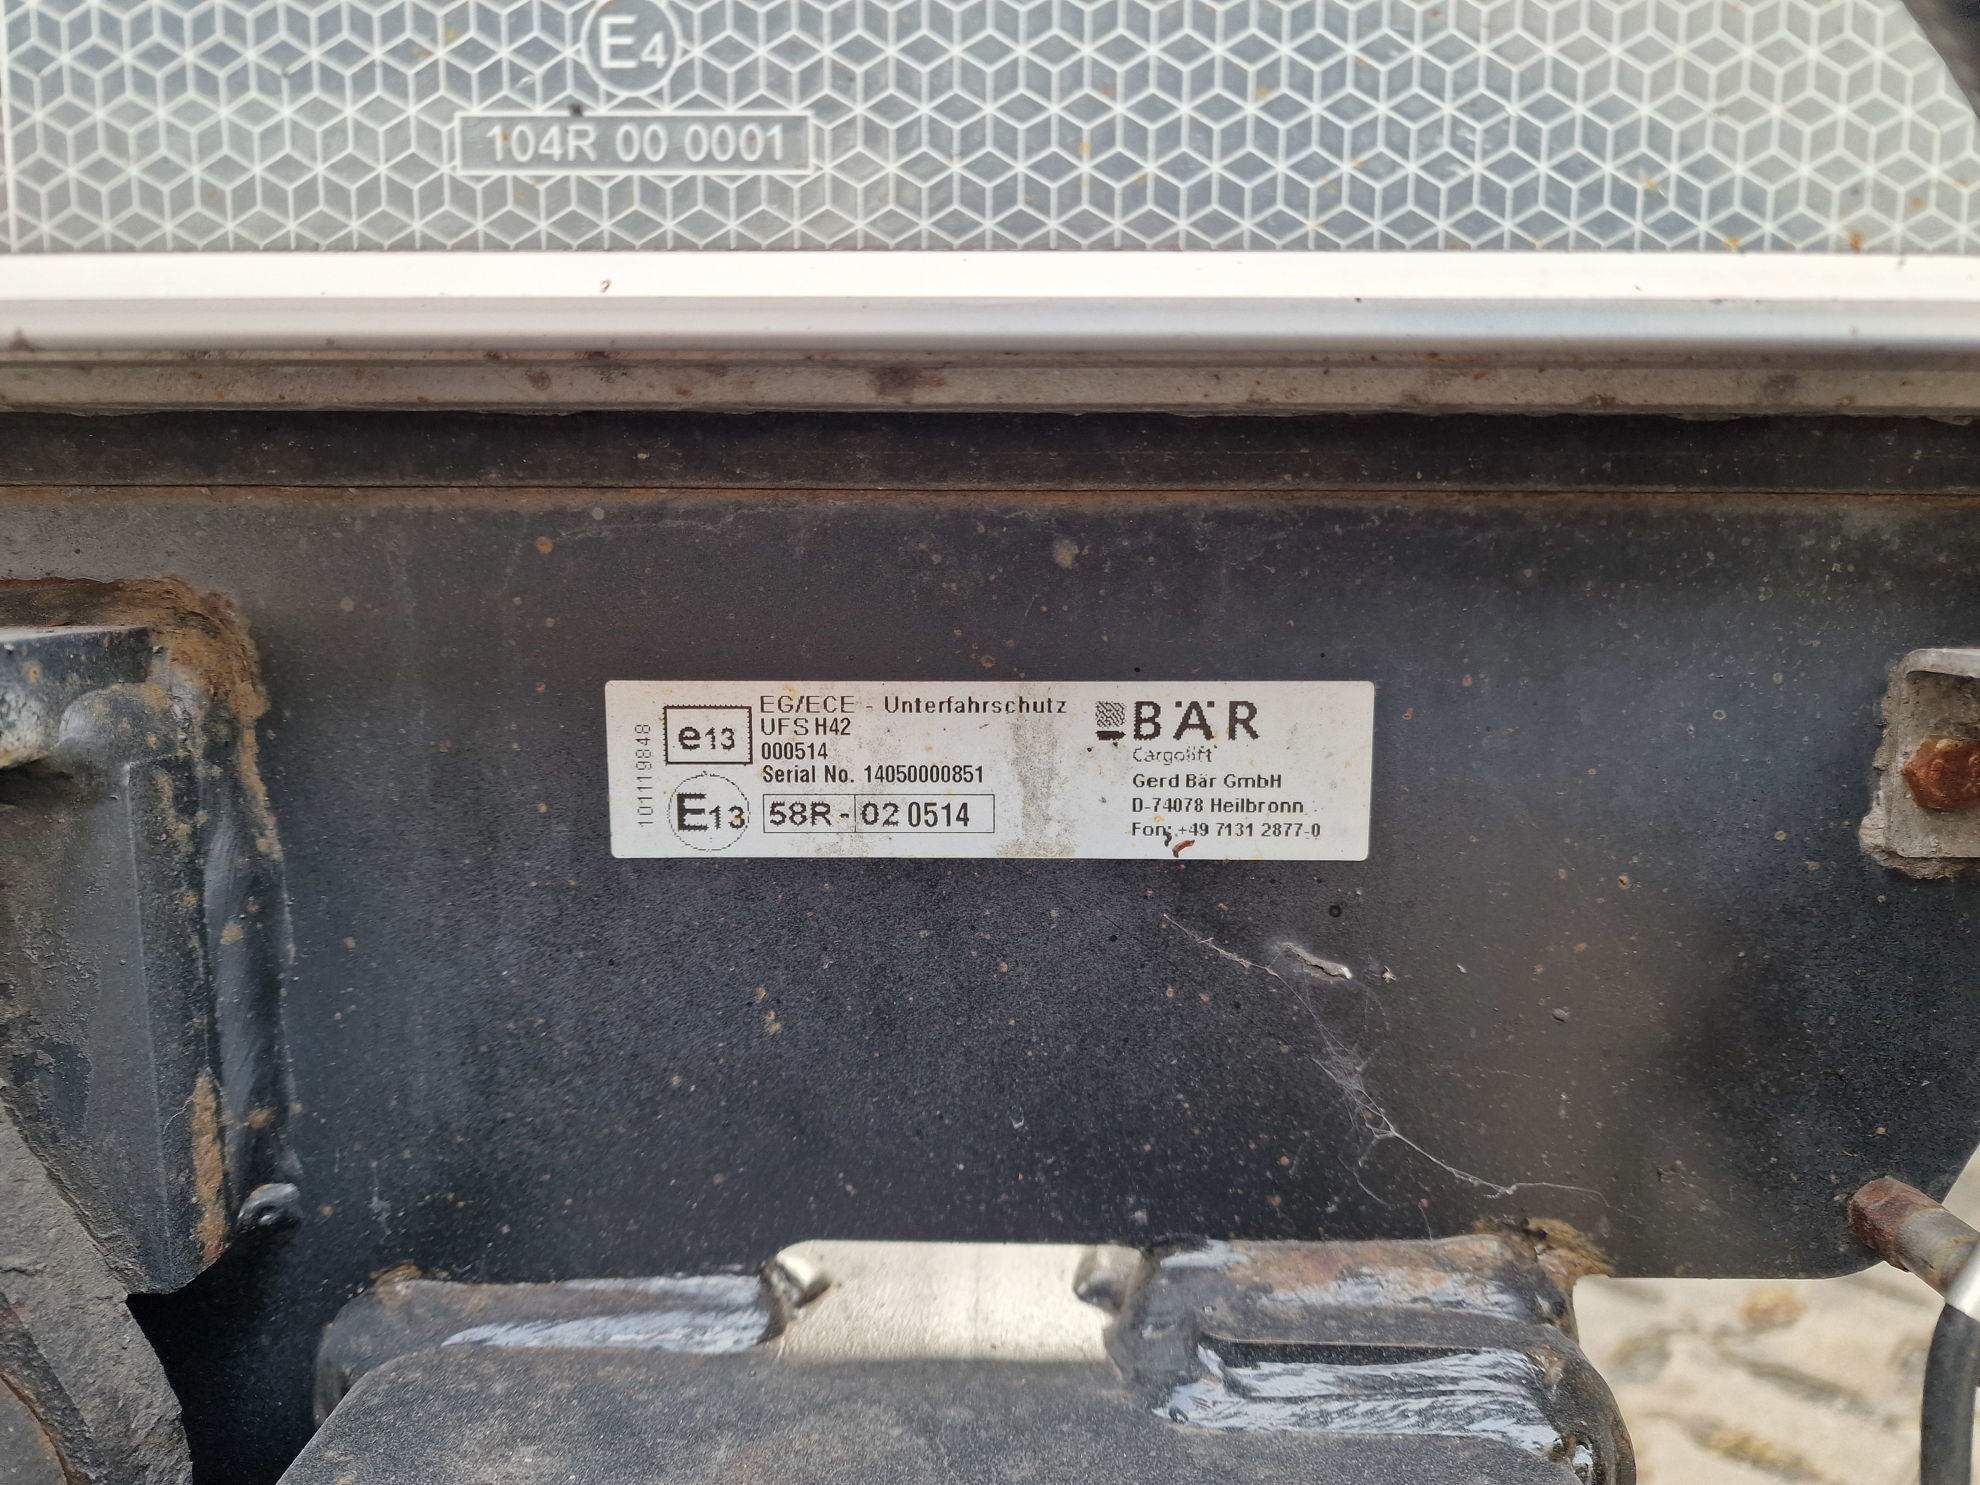 E4
104R 00 0001
101119848
e13
EG/ECE - Unterfahrschutz
UFS H42
000514
Serial No. 14050000851
E13
58R - 02 0514
BÄR
Cargolift
Gerd Bär GmbH
D-74078 Heilbronn
Fon: +49 7131 2877-0